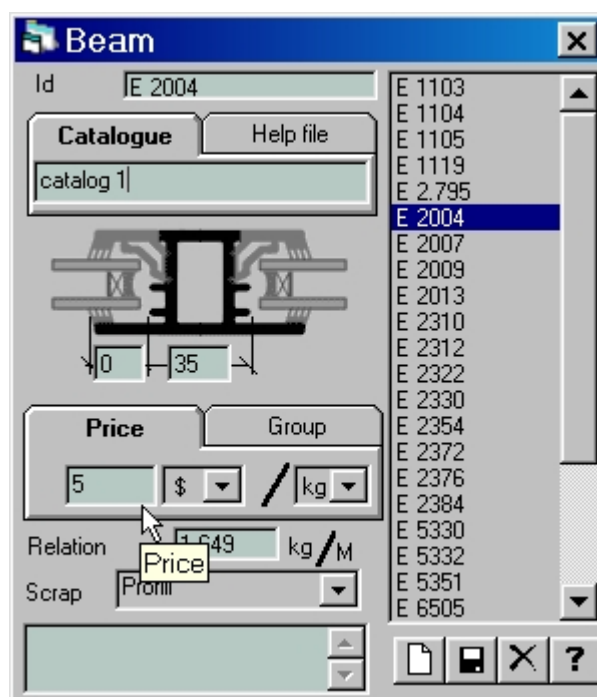 Beam
Id E 2004
Catalogue Help file
catalog 1
0 35
Price Group
5 $ / kg
Relation 1.649 kg/M
Price
Scrap
E 1103
E 1104
E 1105
E 1119
E 2.795
E 2004
E 2007
E 2009
E 2013
E 2310
E 2312
E 2322
E 2330
E 2354
E 2372
E 2376
E 2384
E 5330
E 5332
E 5351
E 6505
?